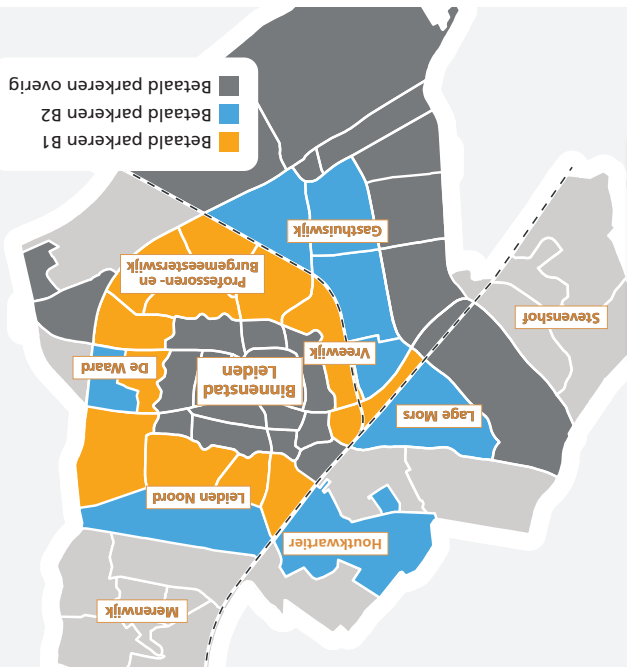 Merenwijk
Houtkwartier
Leiden Noord
Lage Mors
Binnenstad
Leiden
De Waard
Vreewijk
Stevenshof
Professoren- en
Burgemeesterswijk
Gasthuiswijk
Betaald parkeren B1
Betaald parkeren B2
Betaald parkeren overig